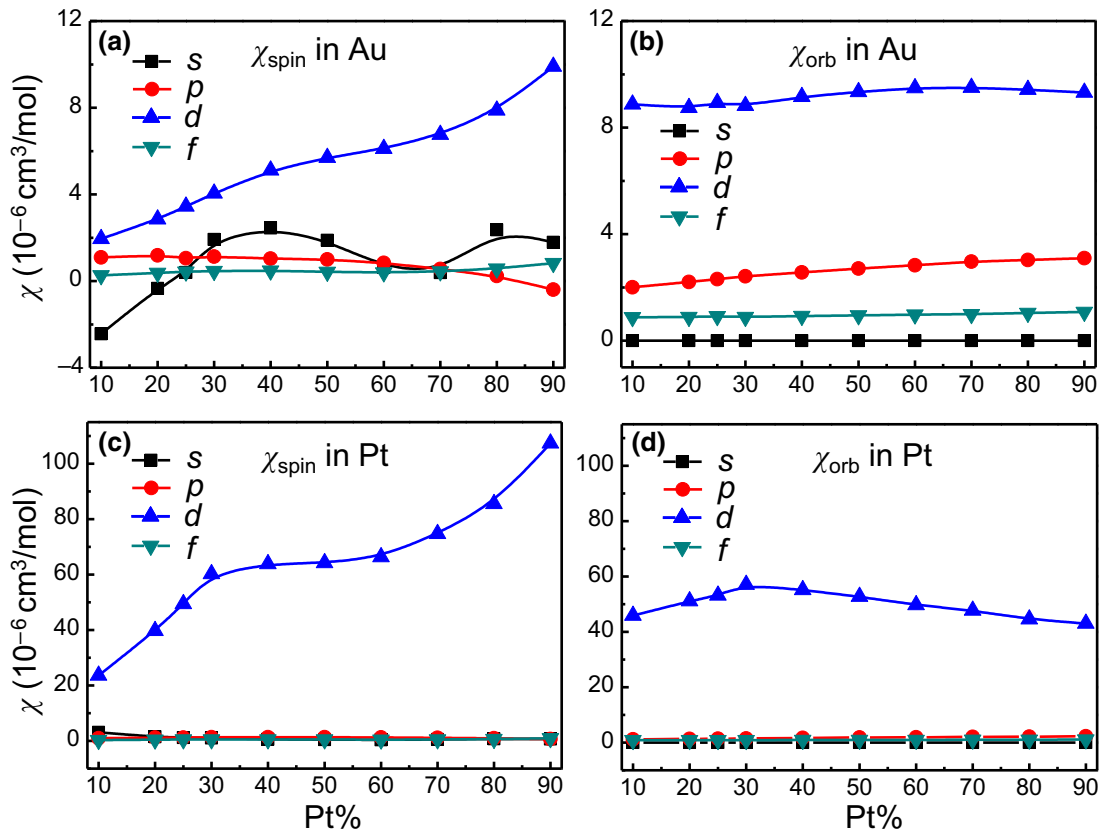 (a) χspin in Au
s
p
d
f
12
8
4
0
–4
10 20 30 40 50 60 70 80 90
χ (10⁻⁶ cm³/mol)
(b) χorb in Au
s
p
d
f
12
8
4
0
10 20 30 40 50 60 70 80 90
(c) χspin in Pt
s
p
d
f
100
80
60
40
20
0
10 20 30 40 50 60 70 80 90
χ (10⁻⁶ cm³/mol)
Pt%
(d) χorb in Pt
s
p
d
f
100
80
60
40
20
0
10 20 30 40 50 60 70 80 90
Pt%